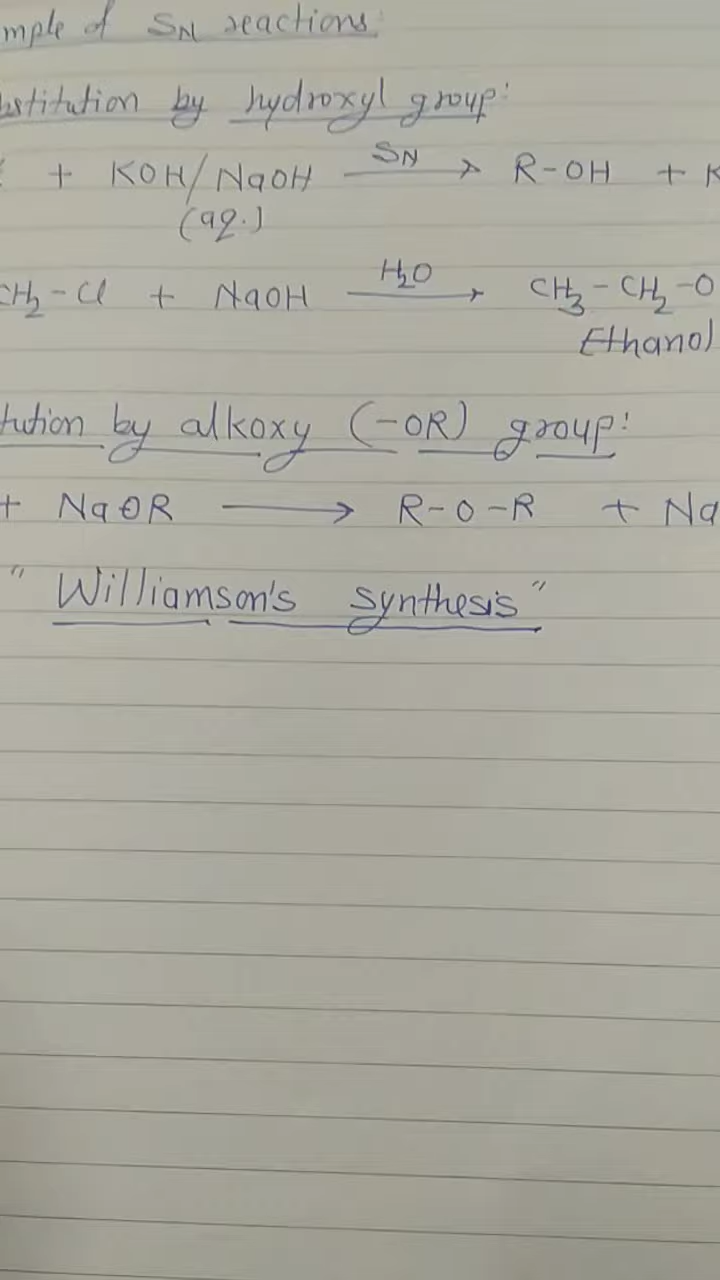 mple of SN reactions:
bstitution by hydroxyl group:
+ KOH/NaOH SN → R-OH + K
(aq.)
CH2-Cl + NaOH H2O → CH3-CH2-O
Ethanol
tution by alkoxy (-OR) group:
+ NaOR → R-O-R + Na
"Williamson's synthesis"